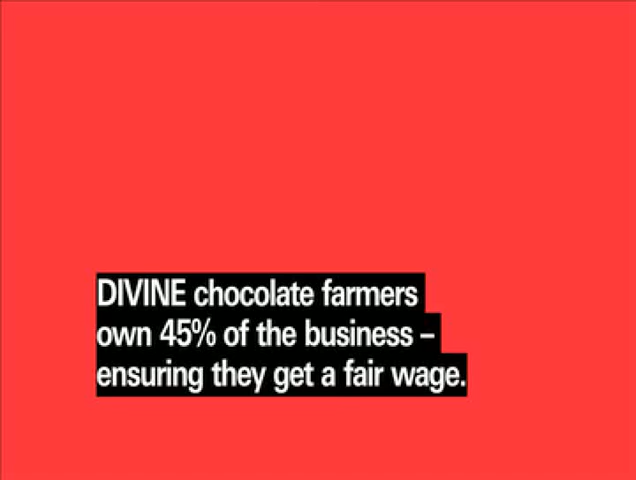 DIVINE chocolate farmers
own 45% of the business –
ensuring they get a fair wage.